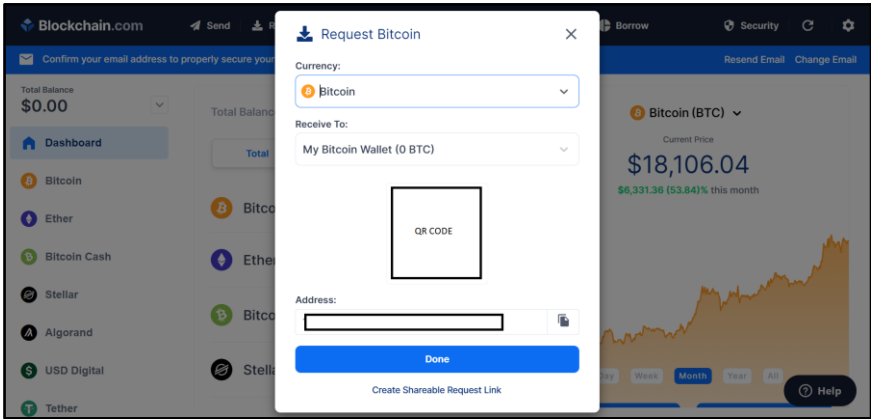 Blockchain.com
Send
R
Borrow
Security
Confirm your email address to properly secure your
Resend Email Change Email
Total Balance
$0.00
Dashboard
Bitcoin
Ether
Bitcoin Cash
Stellar
Algorand
USD Digital
Tether
Total Balanc
Total
Bitco
Ether
Bitco
Stella
Request Bitcoin
Currency:
Bitcoin
Receive To:
My Bitcoin Wallet (0 BTC)
QR CODE
Address:
Done
Create Shareable Request Link
Bitcoin (BTC)
Current Price
$18,106.04
$6,331.36 (53.84)% this month
Day Week Month Year All
Help